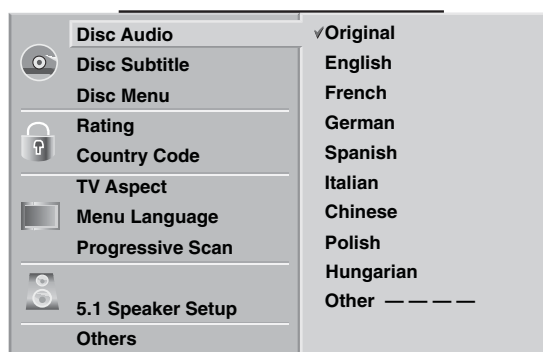 Disc Audio
Disc Subtitle
Disc Menu
Rating
Country Code
TV Aspect
Menu Language
Progressive Scan
5.1 Speaker Setup
Others
✓Original
English
French
German
Spanish
Italian
Chinese
Polish
Hungarian
Other — — — —